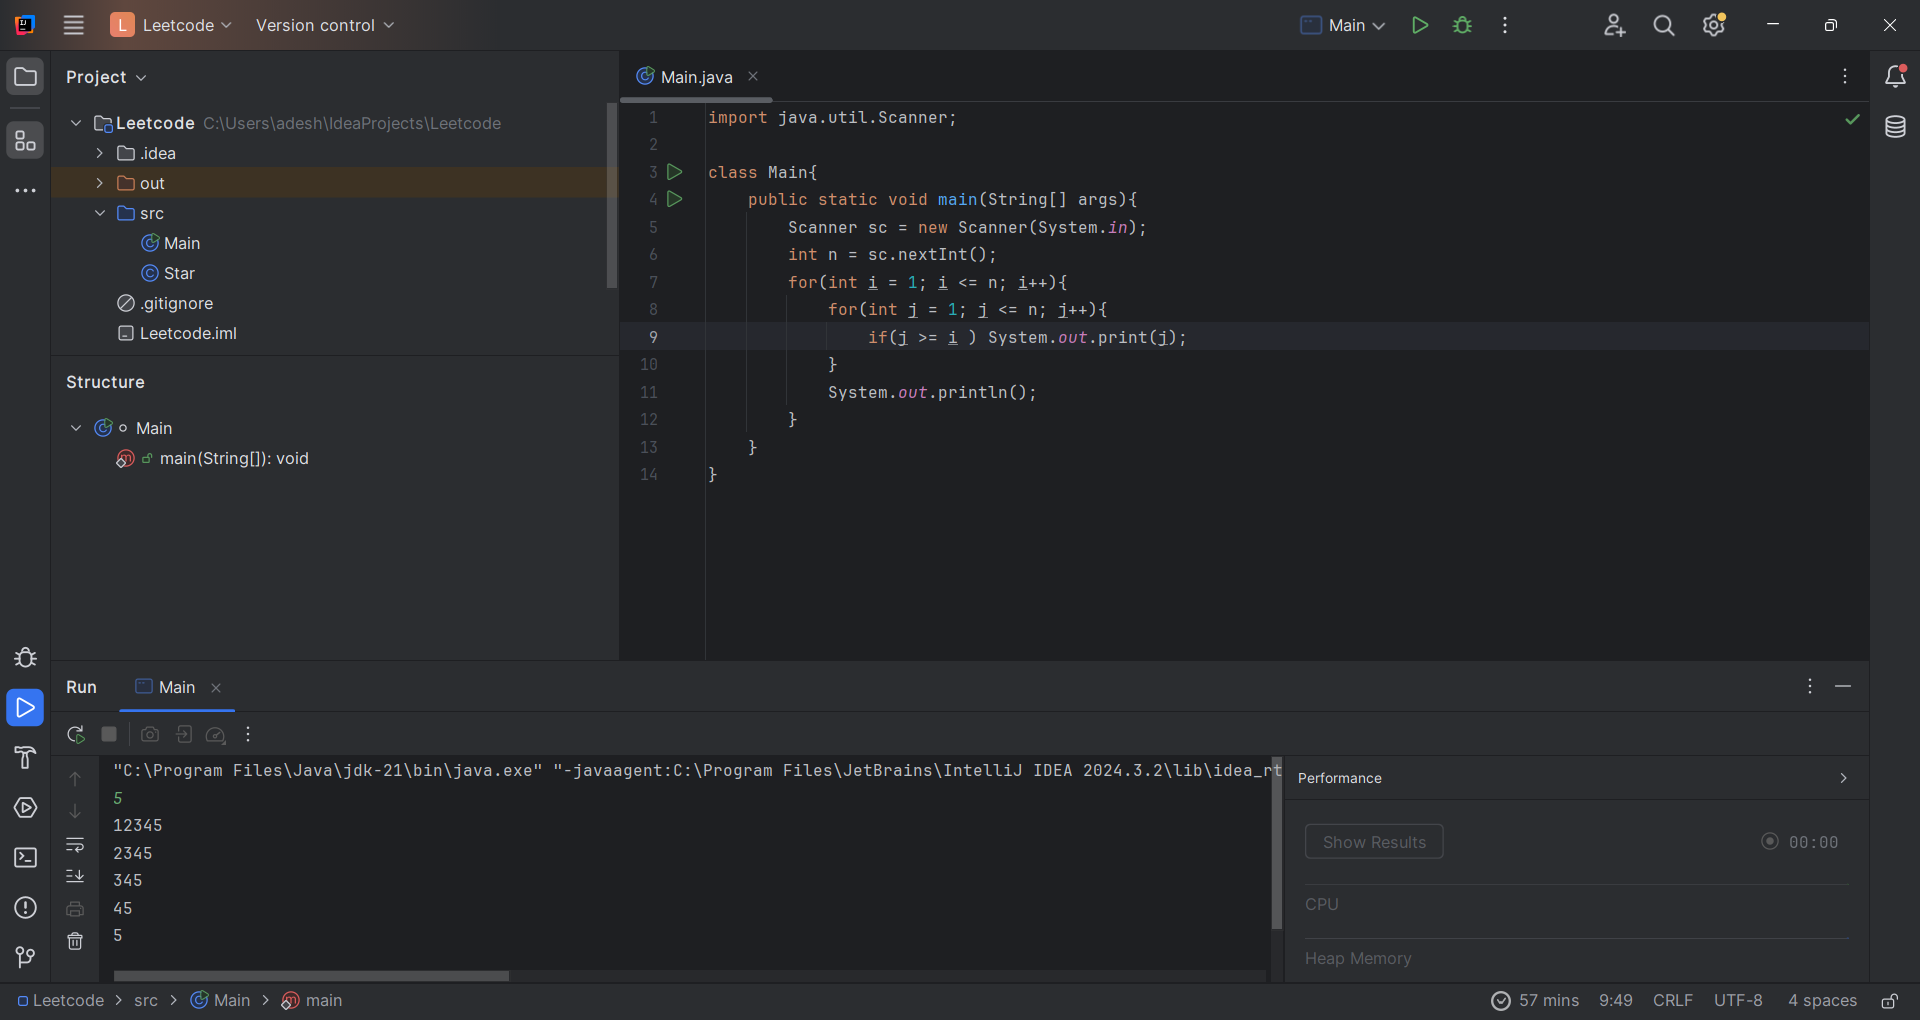 L Leetcode Version control Main
Project
Leetcode C:\Users\adesh\IdeaProjects\Leetcode
.idea
out
src
Main
Star
.gitignore
Leetcode.iml
Structure
Main
main(String[]): void
Main.java
1 import java.util.Scanner;
2
3 class Main{
4 public static void main(String[] args){
5 Scanner sc = new Scanner(System.in);
6 int n = sc.nextInt();
7 for(int i = 1; i <= n; i++){
8 for(int j = 1; j <= n; j++){
9 if(j >= i ) System.out.print(j);
10 }
11 System.out.println();
12 }
13 }
14 }
Run Main
"C:\Program Files\Java\jdk-21\bin\java.exe" "-javaagent:C:\Program Files\JetBrains\IntelliJ IDEA 2024.3.2\lib\idea_rt
5
12345
2345
345
45
5
Performance
Show Results 00:00
CPU
Heap Memory
Leetcode > src > Main > main 57 mins 9:49 CRLF UTF-8 4 spaces